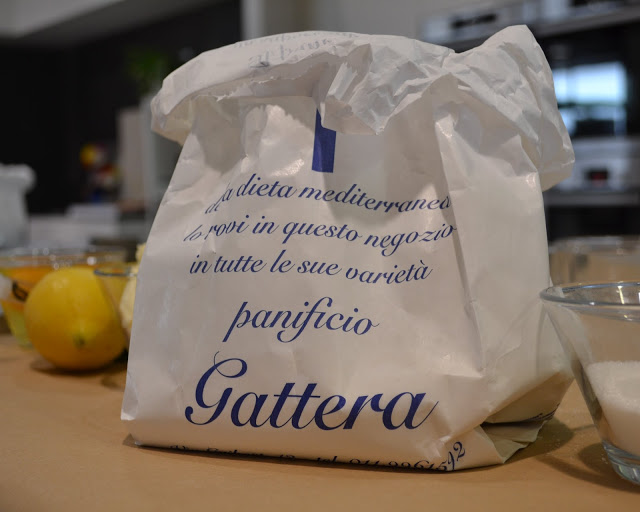 dieta mediterranea
in questo negozio
in tutte le sue varietà
panificio
Gattera